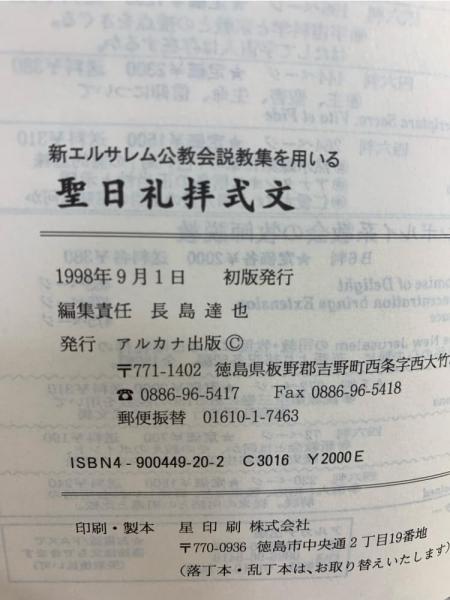 新エルサレム公教会説教集を用いる
聖日礼拝式文
1998年9月1日 初版発行
編集責任 長島達也
発行 アルカナ出版©
〒771-1402 徳島県板野郡吉野町西条字西大竹
☎ 0886-96-5417 Fax 0886-96-5418
郵便振替 01610-1-7463
ISBN4-900449-20-2 C3016 Y2000E
印刷・製本 星印刷株式会社
〒770-0936 徳島市中央通2丁目19番地
(落丁本・乱丁本は、お取り替えいたします)